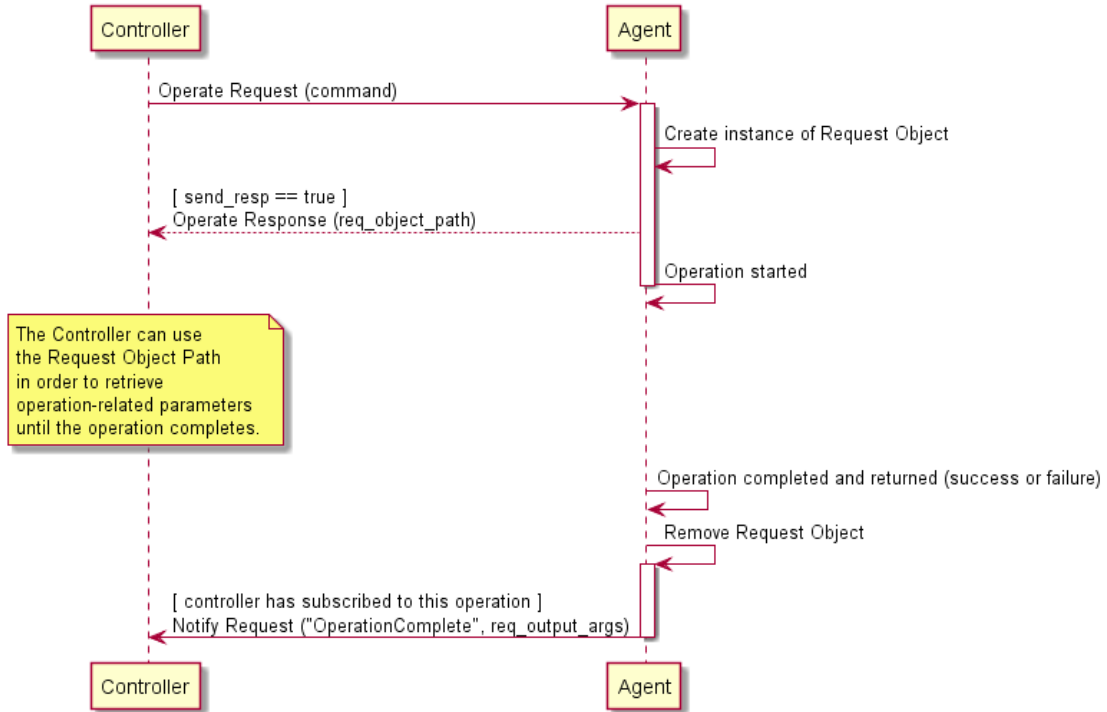 Controller
Agent
Operate Request (command)
Create instance of Request Object
[ send_resp == true ]
Operate Response (req_object_path)
Operation started
The Controller can use
the Request Object Path
in order to retrieve
operation-related parameters
until the operation completes.
Operation completed and returned (success or failure)
Remove Request Object
[ controller has subscribed to this operation ]
Notify Request ("OperationComplete", req_output_args)
Controller
Agent